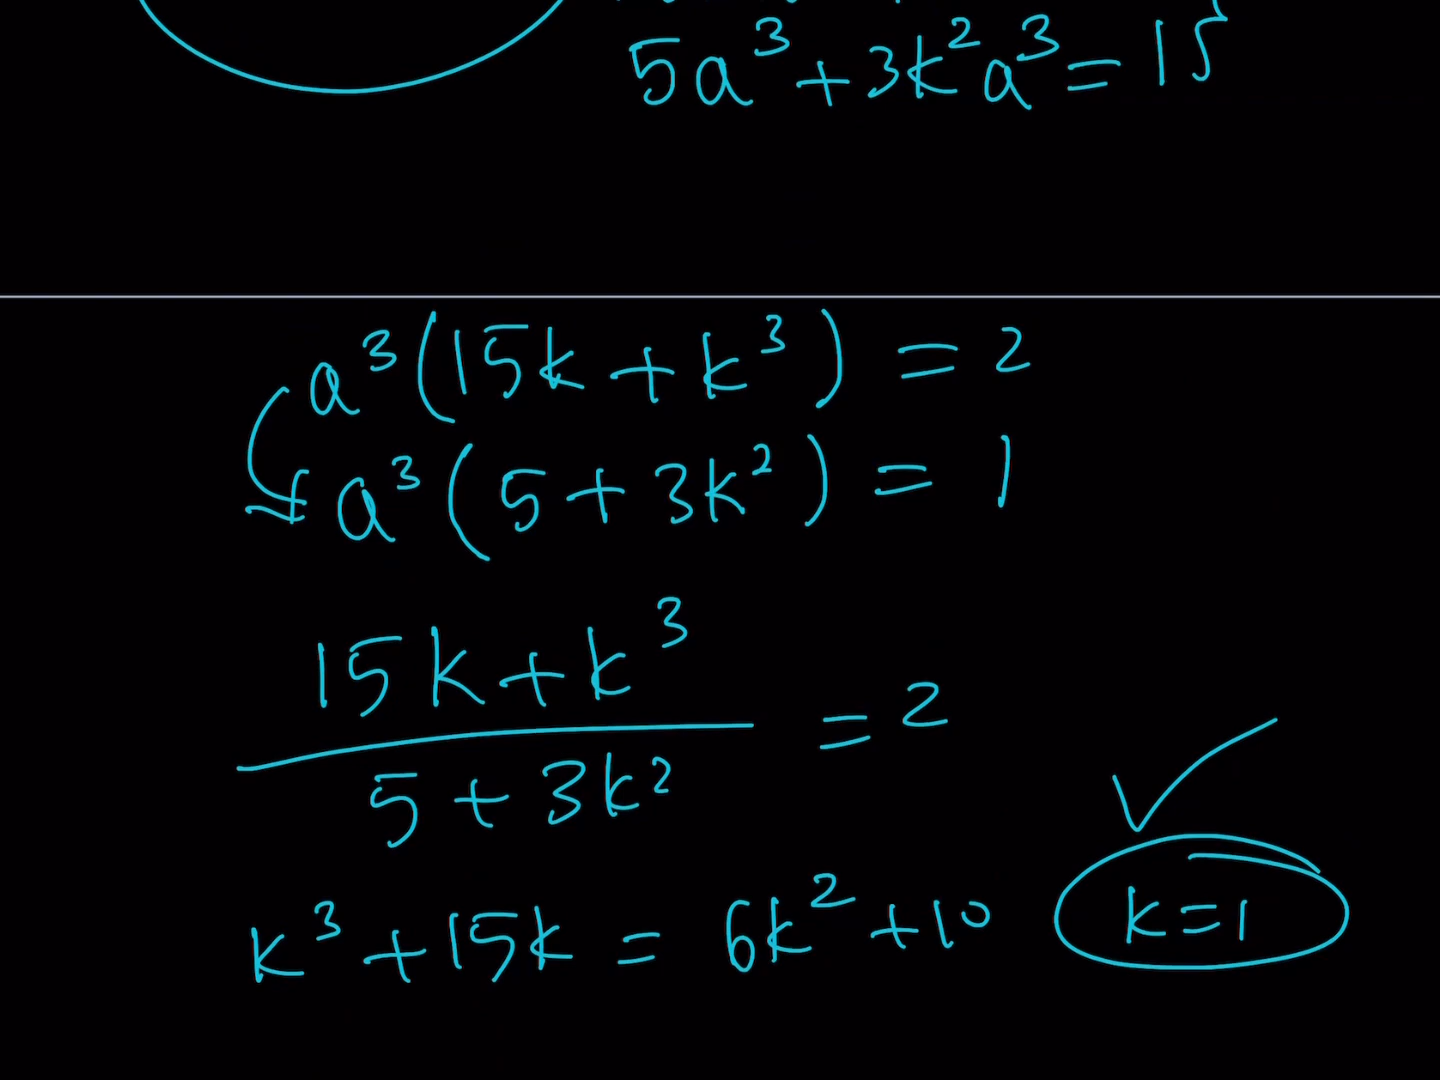 5a³+3k²a³=1
a³(15k+k³)=2
a³(5+3k²)=1
15k+k³
=2
5+3k²
k³+15k=6k²+10
k=1